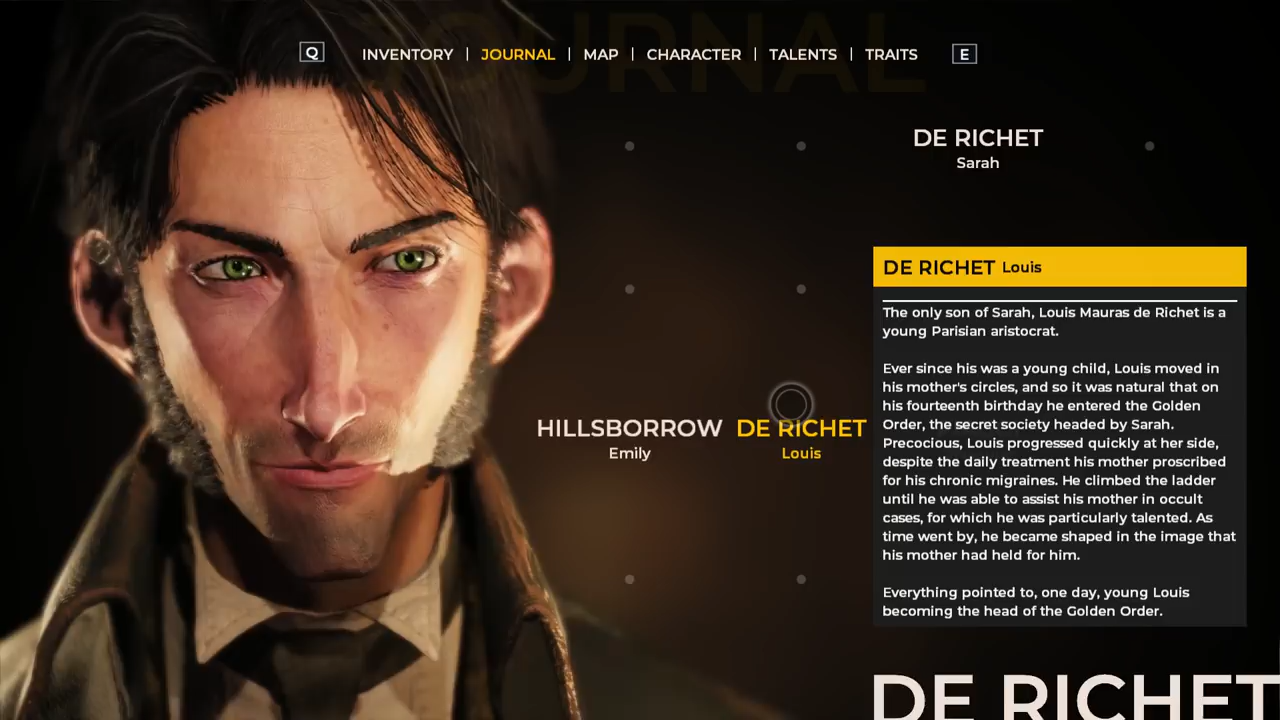 JOURNAL
Q INVENTORY | JOURNAL | MAP | CHARACTER | TALENTS | TRAITS E
DE RICHET
Sarah
HILLSBORROW
Emily
DE RICHET
Louis
DE RICHET Louis
The only son of Sarah, Louis Mauras de Richet is a
young Parisian aristocrat.
Ever since his was a young child, Louis moved in
his mother's circles, and so it was natural that on
his fourteenth birthday he entered the Golden
Order, the secret society headed by Sarah.
Precocious, Louis progressed quickly at her side,
despite the daily treatment his mother proscribed
for his chronic migraines. He climbed the ladder
until he was able to assist his mother in occult
cases, for which he was particularly talented. As
time went by, he became shaped in the image that
his mother had held for him.
Everything pointed to, one day, young Louis
becoming the head of the Golden Order.
DE RICHET